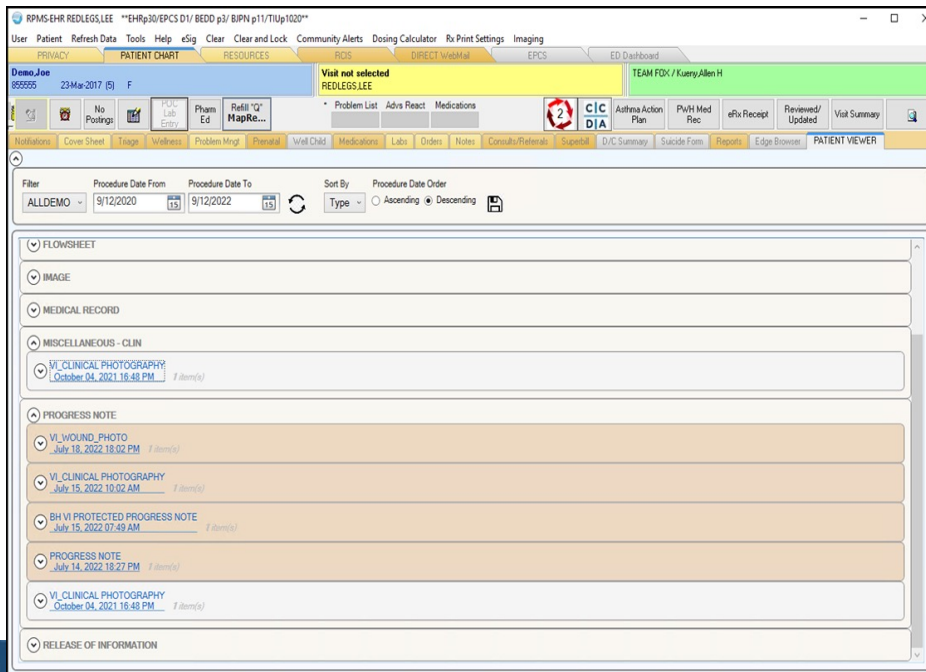 RPMS-EHR REDLEGS,LEE **EHRp30/EPCS D1/ BEDD p3/ BJPN p11/TIUp1020**
User Patient Refresh Data Tools Help eSig Clear Clear and Lock Community Alerts Dosing Calculator Rx Print Settings Imaging
PRIVACY PATIENT CHART RESOURCES RCIS DIRECT WebMail EPCS ED Dashboard
Demo,Joe Visit not selected TEAM FOX / Kueny,Allen H
855555 23-Mar-2017 (5) F REDLEGS,LEE
No Postings POC Lab Entry Pharm Ed Refill "Q" MapRe... * Problem List Advs React Medications 2 C|C D|A Asthma Action Plan PWH Med Rec eRx Receipt Reviewed/ Updated Visit Summary
Notifiations Cover Sheet Triage Wellness Problem Mngt Prenatal Well Child Medications Labs Orders Notes Consults/Referrals Superbill D/C Summary Suicide Form Reports Edge Browser PATIENT VIEWER
Filter Procedure Date From Procedure Date To Sort By Procedure Date Order
ALLDEMO 9/12/2020 15 9/12/2022 15 Type Ascending Descending
FLOWSHEET
IMAGE
MEDICAL RECORD
MISCELLANEOUS - CLIN
VI_CLINICAL PHOTOGRAPHY
October 04, 2021 16:48 PM 1 item(s)
PROGRESS NOTE
VI_WOUND_PHOTO
July 18, 2022 18:02 PM 1 item(s)
VI_CLINICAL PHOTOGRAPHY
July 15, 2022 10:02 AM 1 item(s)
BH VI PROTECTED PROGRESS NOTE
July 15, 2022 07:49 AM 1 item(s)
PROGRESS NOTE
July 14, 2022 18:27 PM 1 item(s)
VI_CLINICAL PHOTOGRAPHY
October 04, 2021 16:48 PM 1 item(s)
RELEASE OF INFORMATION